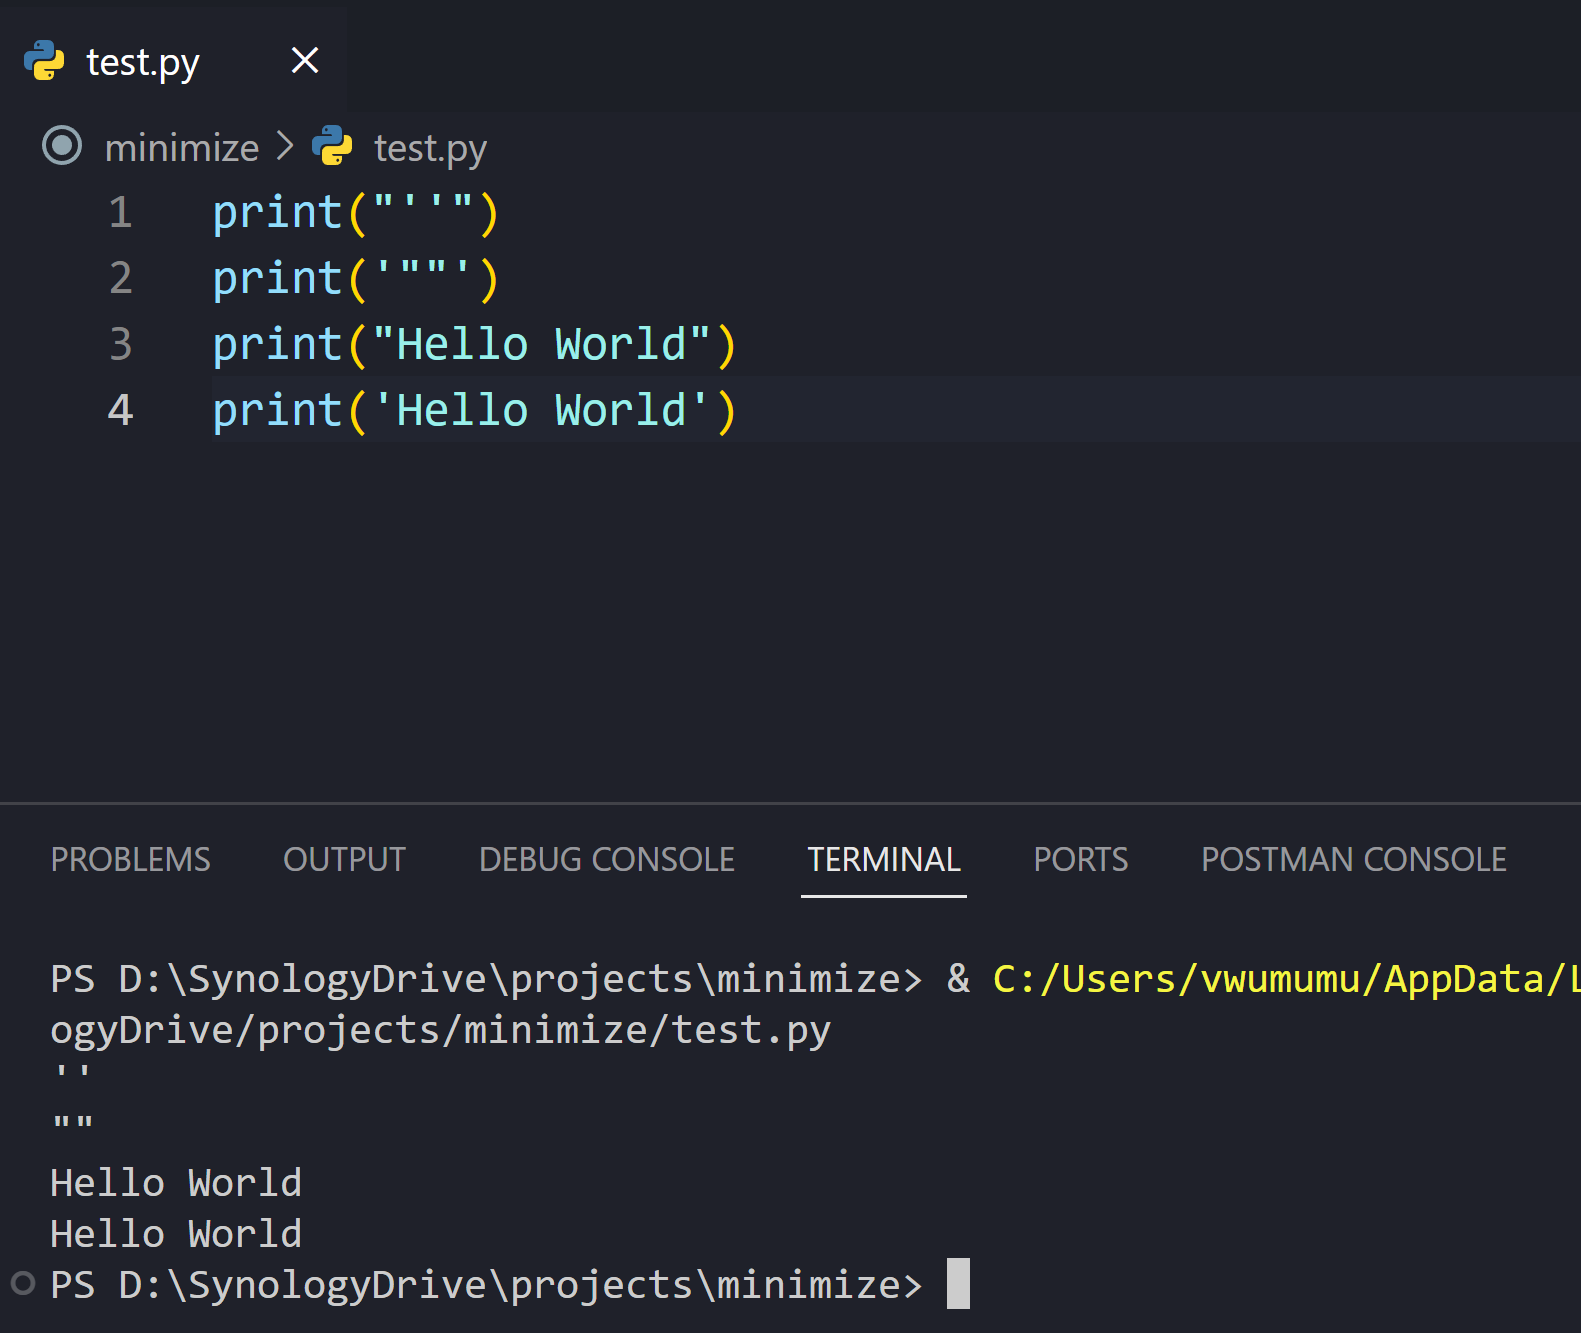 test.py
minimize > test.py
1 print("''")
2 print('""')
3 print("Hello World")
4 print('Hello World')
PROBLEMS OUTPUT DEBUG CONSOLE TERMINAL PORTS POSTMAN CONSOLE
PS D:\SynologyDrive\projects\minimize> & C:/Users/vwumumu/AppData/L
ogyDrive/projects/minimize/test.py
''
""
Hello World
Hello World
PS D:\SynologyDrive\projects\minimize>